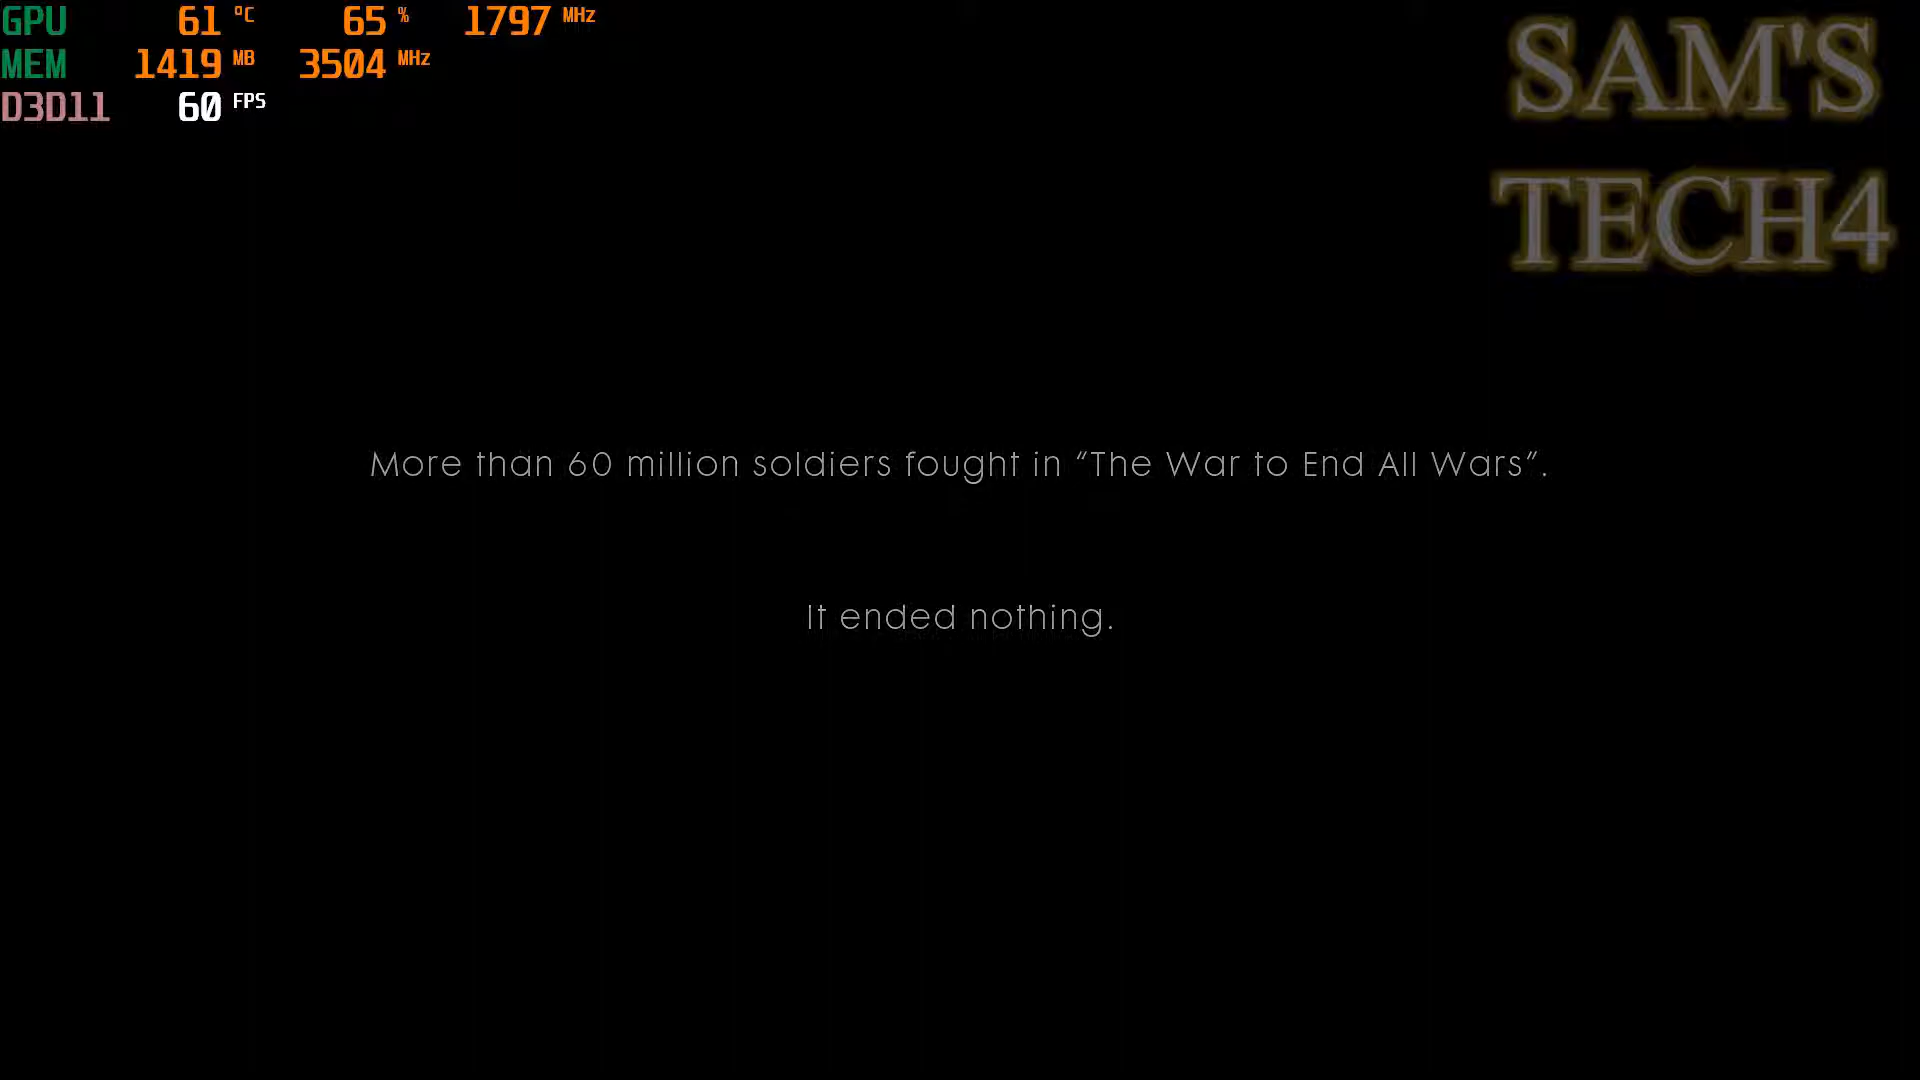 GPU 61 °C 65 % 1797 MHz
MEM 1419 MB 3504 MHz
D3D11 60 FPS
SAM'S
TECH4
More than 60 million soldiers fought in “The War to End All Wars”.
It ended nothing.